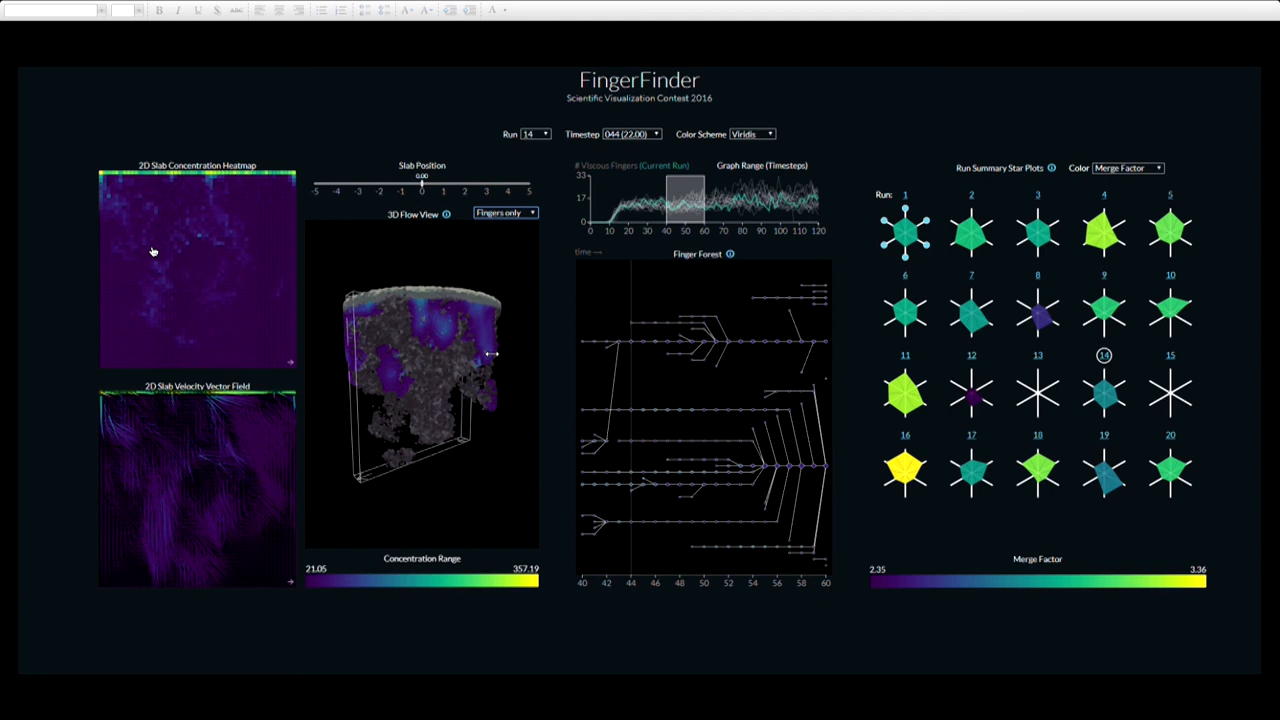 B I U S ABC A A A
FingerFinder
Scientific Visualization Contest 2016
Run 14 Timestep 044 (22.00) Color Scheme Viridis
2D Slab Concentration Heatmap
Slab Position
0.00
-5 -4 -3 -2 -1 0 1 2 3 4 5
3D Flow View Fingers only
2D Slab Velocity Vector Field
Concentration Range
21.05 357.19
# Viscous Fingers (Current Run) Graph Range (Timesteps)
33
17
0
0 10 20 30 40 50 60 70 80 90 100 110 120
time → Finger Forest
40 42 44 46 48 50 52 54 56 58 60
Run Summary Star Plots Color Merge Factor
Run: 1 2 3 4 5
6 7 8 9 10
11 12 13 14 15
16 17 18 19 20
Merge Factor
2.35 3.36